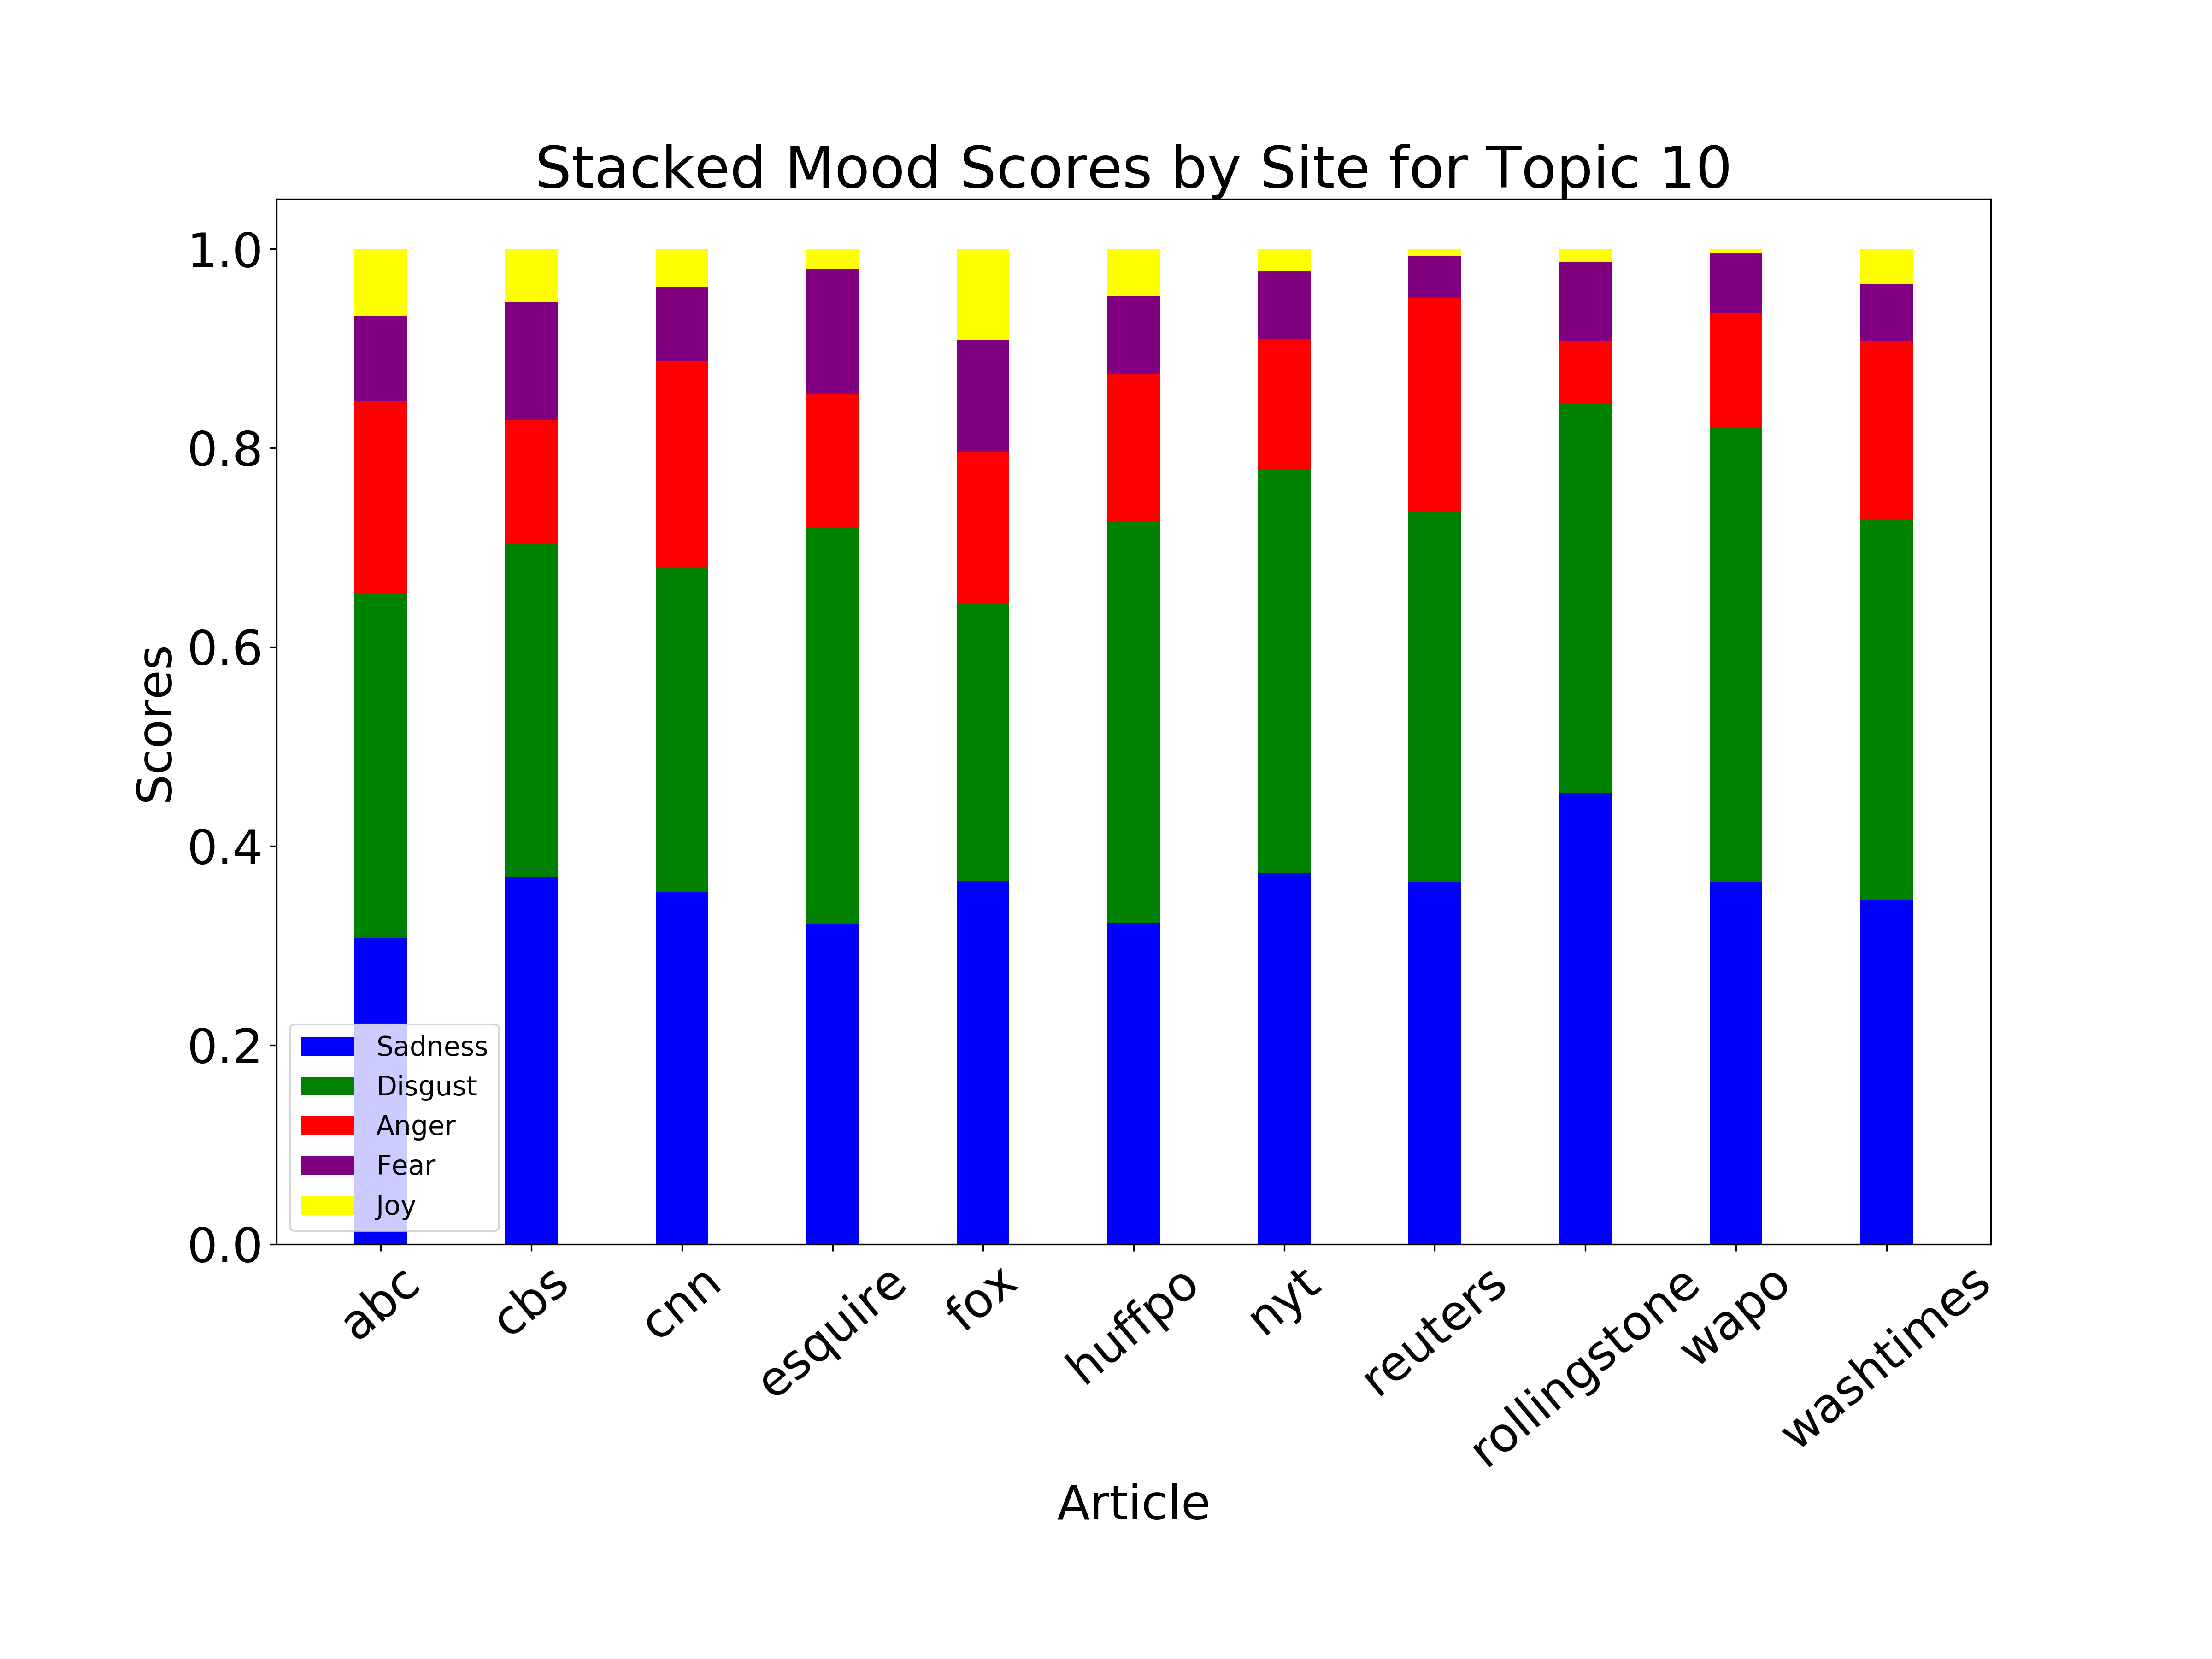 Stacked Mood Scores by Site for Topic 10
1.0
0.8
0.6
0.4
0.2
0.0
Scores
Sadness
Disgust
Anger
Fear
Joy
abc
cbs
cnn
esquire
fox
huffpo
nyt
reuters
rollingstone
wapo
washtimes
Article